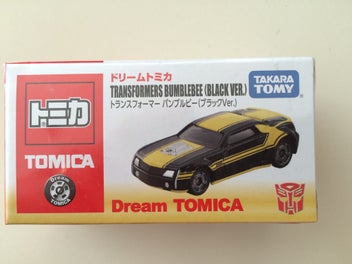 ドリームトミカ
TRANSFORMERS BUMBLEBEE (BLACK VER.)
トランスフォーマー バンブルビー(ブラックVer.)
TAKARA
TOMY
トミカ
TOMICA
Dream
TOMICA
Dream TOMICA